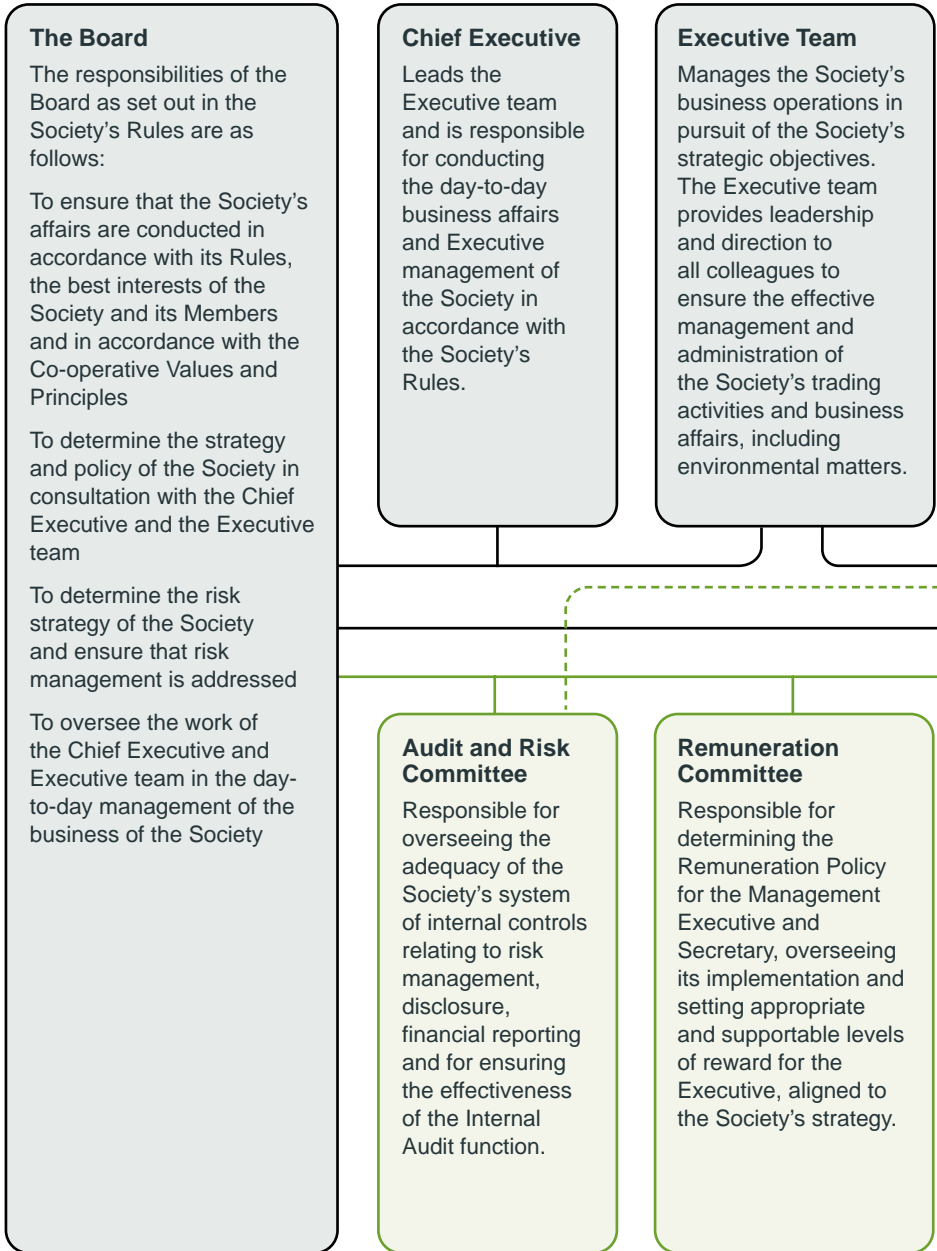 The Board
The responsibilities of the
Board as set out in the
Society’s Rules are as
follows:
To ensure that the Society’s
affairs are conducted in
accordance with its Rules,
the best interests of the
Society and its Members
and in accordance with the
Co-operative Values and
Principles
To determine the strategy
and policy of the Society in
consultation with the Chief
Executive and the Executive
team
To determine the risk
strategy of the Society
and ensure that risk
management is addressed
To oversee the work of
the Chief Executive and
Executive team in the day-
to-day management of the
business of the Society
Chief Executive
Leads the
Executive team
and is responsible
for conducting
the day-to-day
business affairs
and Executive
management of
the Society in
accordance with
the Society’s
Rules.
Executive Team
Manages the Society’s
business operations in
pursuit of the Society’s
strategic objectives.
The Executive team
provides leadership
and direction to
all colleagues to
ensure the effective
management and
administration of
the Society’s trading
activities and business
affairs, including
environmental matters.
Audit and Risk
Committee
Responsible for
overseeing the
adequacy of the
Society’s system
of internal controls
relating to risk
management,
disclosure,
financial reporting
and for ensuring
the effectiveness
of the Internal
Audit function.
Remuneration
Committee
Responsible for
determining the
Remuneration Policy
for the Management
Executive and
Secretary, overseeing
its implementation and
setting appropriate
and supportable levels
of reward for the
Executive, aligned to
the Society’s strategy.